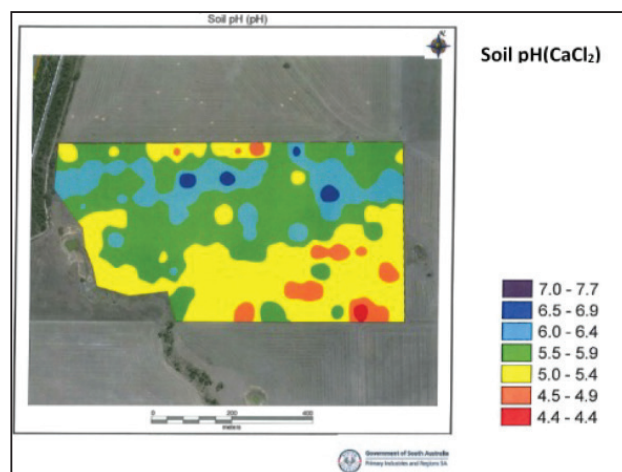 Soil pH (pH)
N
Soil pH(CaCl₂)
7.0 - 7.7
6.5 - 6.9
6.0 - 6.4
5.5 - 5.9
5.0 - 5.4
4.5 - 4.9
4.4 - 4.4
0 200 400
meters
Government of South Australia
Primary Industries and Regions SA